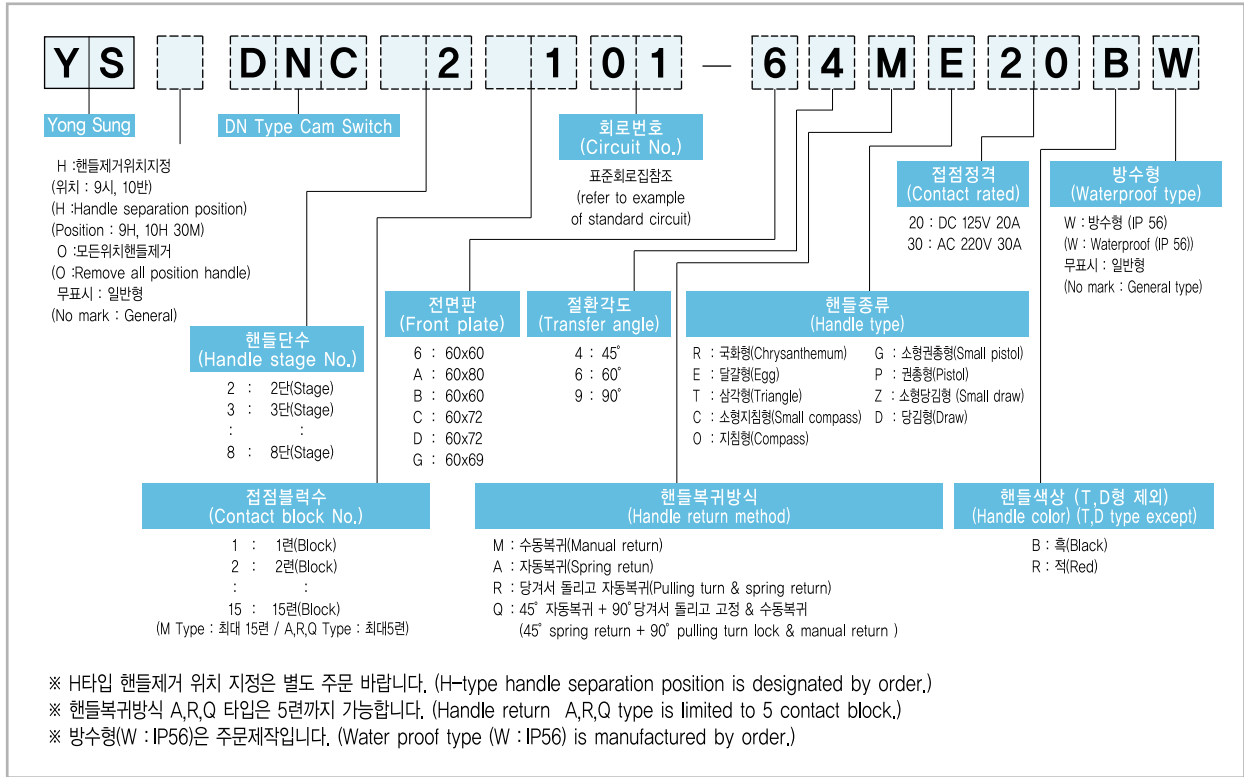 YS DNC 2 1 01 — 64ME20BW
Yong Sung
DN Type Cam Switch
H :핸들제거위치지정
(위치 : 9시, 10반)
(H :Handle separation position)
(Position : 9H, 10H 30M)
O :모든위치핸들제거
(O :Remove all position handle)
무표시 : 일반형
(No mark : General)
회로번호
(Circuit No.)
표준회로집참조
(refer to example
of standard circuit)
접점정격
(Contact rated)
20 : DC 125V 20A
30 : AC 220V 30A
방수형
(Waterproof type)
W : 방수형 (IP 56)
(W : Waterproof (IP 56))
무표시 : 일반형
(No mark : General type)
핸들단수
(Handle stage No.)
2 : 2단(Stage)
3 : 3단(Stage)
: :
8 : 8단(Stage)
전면판
(Front plate)
6 : 60x60
A : 60x80
B : 60x60
C : 60x72
D : 60x72
G : 60x69
절환각도
(Transfer angle)
4 : 45°
6 : 60°
9 : 90°
핸들종류
(Handle type)
R : 국화형(Chrysanthemum) G : 소형권총형(Small pistol)
E : 달걀형(Egg) P : 권총형(Pistol)
T : 삼각형(Triangle) Z : 소형당김형 (Small draw)
C : 소형지침형(Small compass) D : 당김형(Draw)
O : 지침형(Compass)
접점블럭수
(Contact block No.)
1 : 1련(Block)
2 : 2련(Block)
: :
15 : 15련(Block)
(M Type : 최대 15련 / A,R,Q Type : 최대5련)
핸들복귀방식
(Handle return method)
M : 수동복귀(Manual return)
A : 자동복귀(Spring retun)
R : 당겨서 돌리고 자동복귀(Pulling turn & spring return)
Q : 45° 자동복귀 + 90°당겨서 돌리고 고정 & 수동복귀
(45° spring return + 90° pulling turn lock & manual return )
핸들색상 (T,D형 제외)
(Handle color) (T,D type except)
B : 흑(Black)
R : 적(Red)
※ H타입 핸들제거 위치 지정은 별도 주문 바랍니다. (H-type handle separation position is designated by order.)
※ 핸들복귀방식 A,R,Q 타입은 5련까지 가능합니다. (Handle return A,R,Q type is limited to 5 contact block.)
※ 방수형(W : IP56)은 주문제작입니다. (Water proof type (W : IP56) is manufactured by order.)